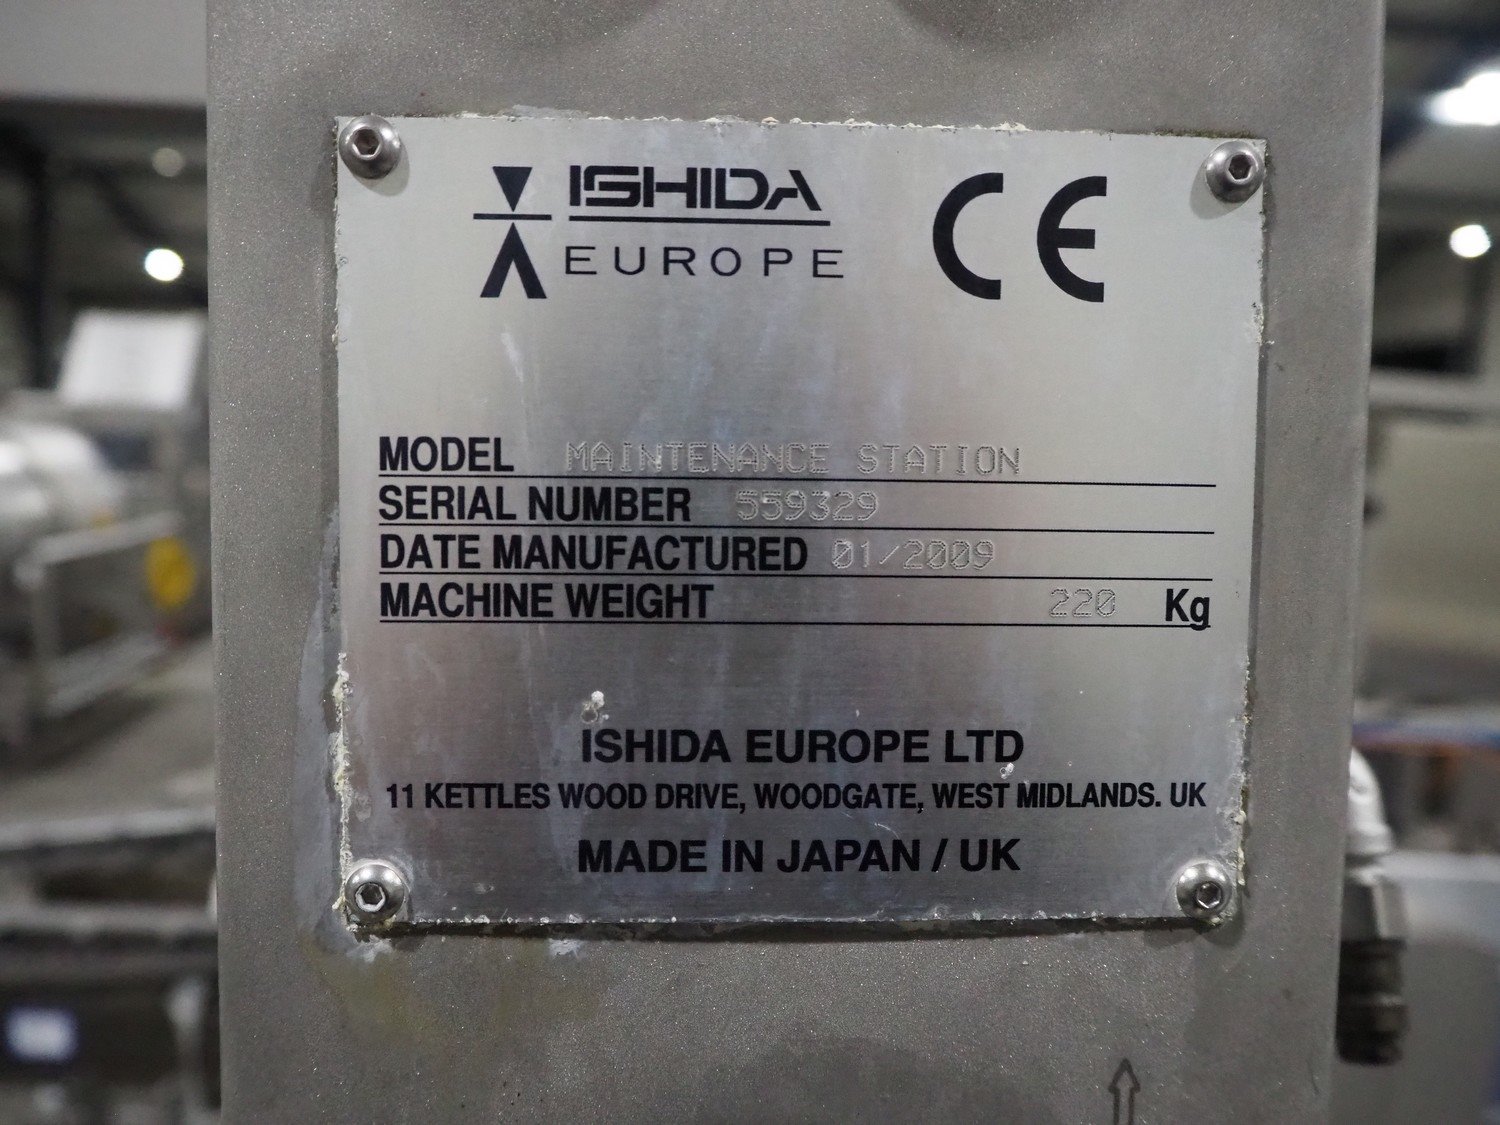 ISHIDA
EUROPE
CE
MODEL MAINTENANCE STATION
SERIAL NUMBER 559329
DATE MANUFACTURED 01/2009
MACHINE WEIGHT 220 Kg
ISHIDA EUROPE LTD
11 KETTLES WOOD DRIVE, WOODGATE, WEST MIDLANDS. UK
MADE IN JAPAN / UK